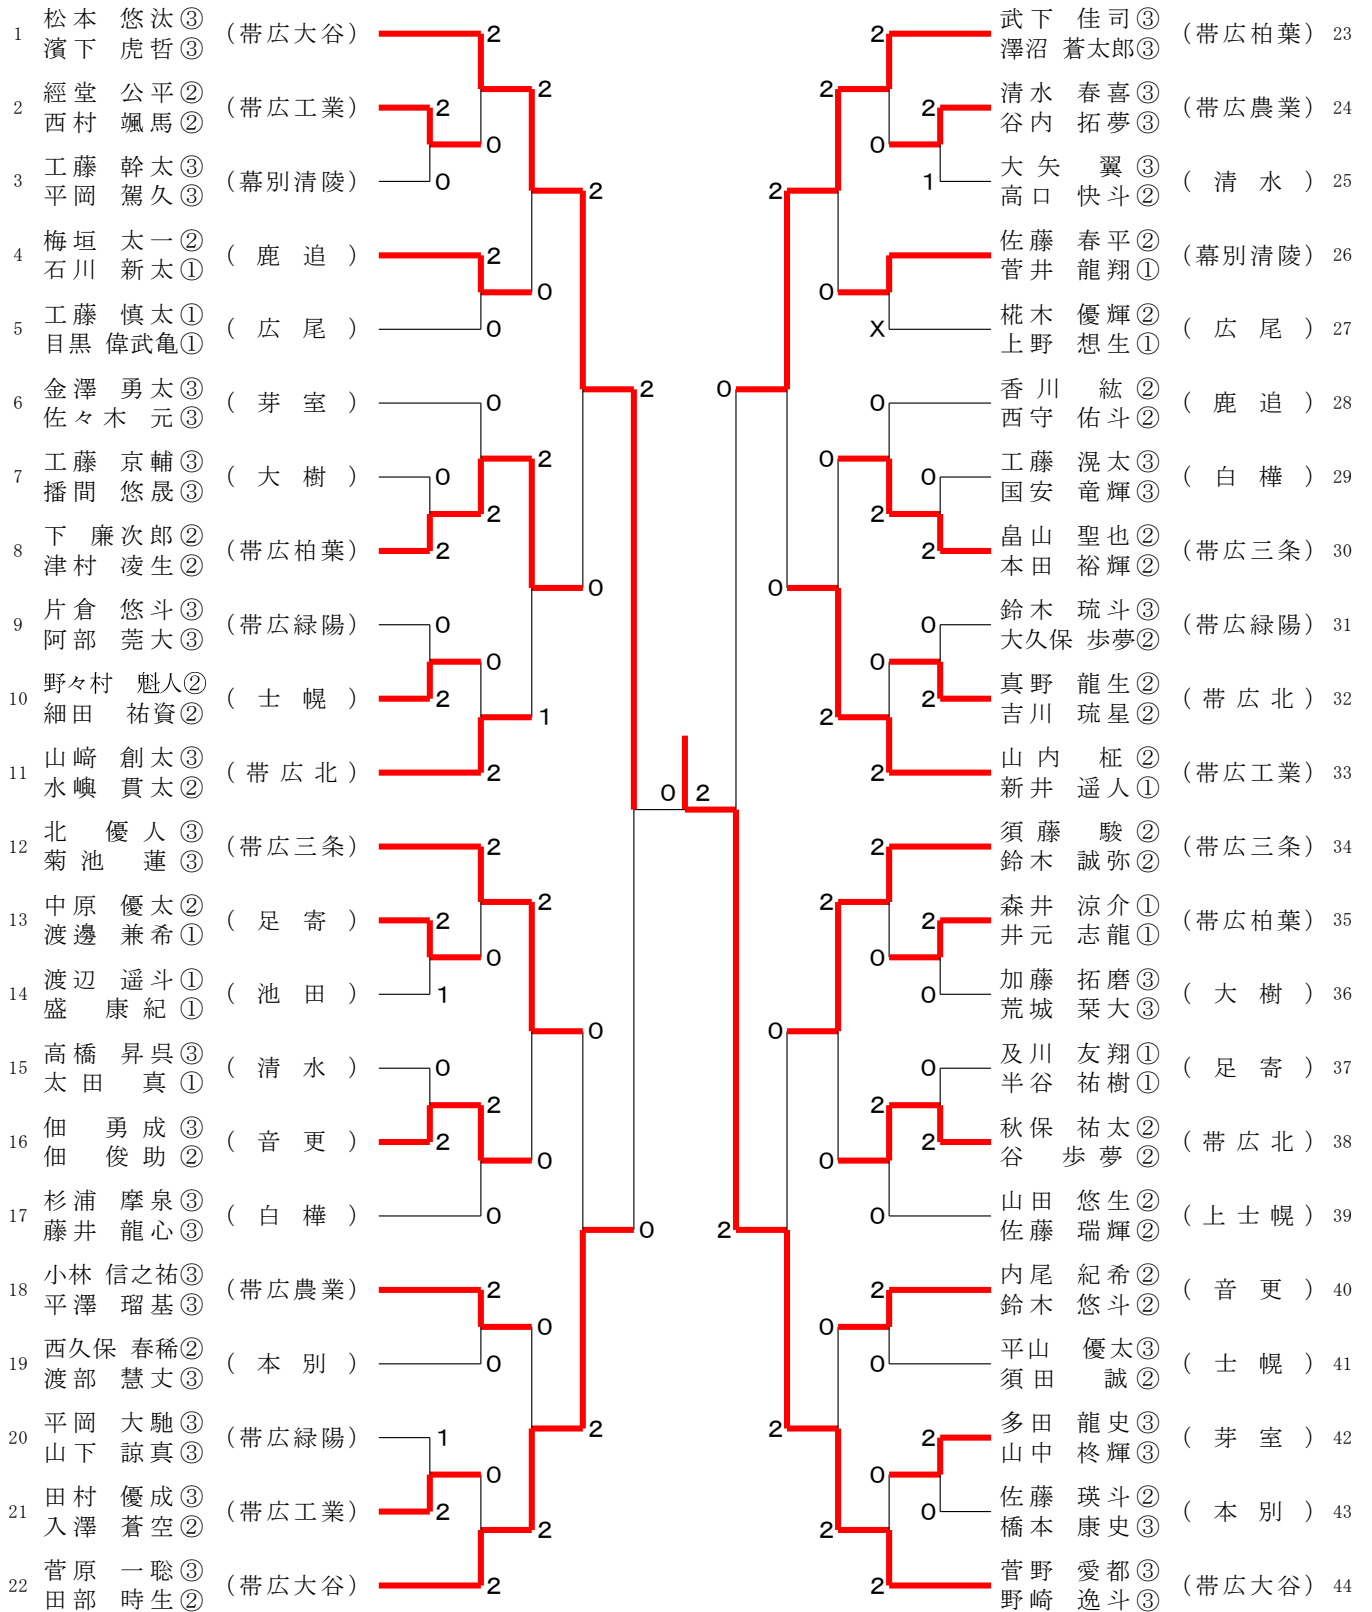 1 松本 悠汰③ (帯広大谷) 2
濱下 虎哲③
2
2 經堂 公平② (帯広工業) 2
西村 颯馬②
0
3 工藤 幹太③ (幕別清陵) 0
平岡 駕久③
2
4 梅垣 太一② (鹿追) 2
石川 新太①
0
5 工藤 慎太① (広尾) 0
目黒 偉武亀①
2
6 金澤 勇太③ (芽室) 0
佐々木 元③
2
7 工藤 京輔③ (大樹) 0
播間 悠晟③
2
8 下 廉次郎② (帯広柏葉) 2
津村 凌生②
0
9 片倉 悠斗③ (帯広緑陽) 0
阿部 莞大③
0
10 野々村 魁人② (士幌) 2
細田 祐資②
1
11 山﨑 創太③ (帯広北) 2
水嶼 貫太②
0 2
12 北 優人③ (帯広三条) 2
菊池 蓮③
2
13 中原 優太② (足寄) 2
渡邊 兼希①
0
14 渡辺 遥斗① (池田) 1
盛 康紀①
0
15 高橋 昇呉③ (清水) 0
太田 真①
2
16 佃 勇成③ (音更) 2
佃 俊助②
0
17 杉浦 摩泉③ (白樺) 0
藤井 龍心③
0
18 小林 信之祐③ (帯広農業) 2
平澤 瑠基③
0
19 西久保 春稀② (本別) 0
渡部 慧丈③
2
20 平岡 大馳③ (帯広緑陽) 1
山下 諒真③
0
21 田村 優成③ (帯広工業) 2
入澤 蒼空②
2
22 菅原 一聡③ (帯広大谷) 2
田部 時生②
2 武下 佳司③ (帯広柏葉) 23
澤沼 蒼太郎③
2
2 清水 春喜③ (帯広農業) 24
谷内 拓夢③
0
1 大矢 翼③ (清水) 25
高口 快斗②
2
佐藤 春平② (幕別清陵) 26
菅井 龍翔①
0
X 椛木 優輝② (広尾) 27
上野 想生①
0
0 香川 紘② (鹿追) 28
西守 佑斗②
0
0 工藤 滉太③ (白樺) 29
国安 竜輝③
2
2 畠山 聖也② (帯広三条) 30
本田 裕輝②
0
0 鈴木 琉斗③ (帯広緑陽) 31
大久保 歩夢②
0
2 真野 龍生② (帯広北) 32
吉川 琉星②
2
2 山内 柾② (帯広工業) 33
新井 遥人①
2 須藤 駿② (帯広三条) 34
鈴木 誠弥②
2
2 森井 涼介① (帯広柏葉) 35
井元 志龍①
0
0 加藤 拓磨③ (大樹) 36
荒城 栞大③
0
0 及川 友翔① (足寄) 37
半谷 祐樹①
2
2 秋保 祐太② (帯広北) 38
谷 歩夢②
0
0 山田 悠生② (上士幌) 39
佐藤 瑞輝②
2
2 内尾 紀希② (音更) 40
鈴木 悠斗②
0
0 平山 優太③ (士幌) 41
須田 誠②
2
2 多田 龍史③ (芽室) 42
山中 柊輝③
0
0 佐藤 瑛斗② (本別) 43
橋本 康史③
2
2 菅野 愛都③ (帯広大谷) 44
野崎 逸斗③